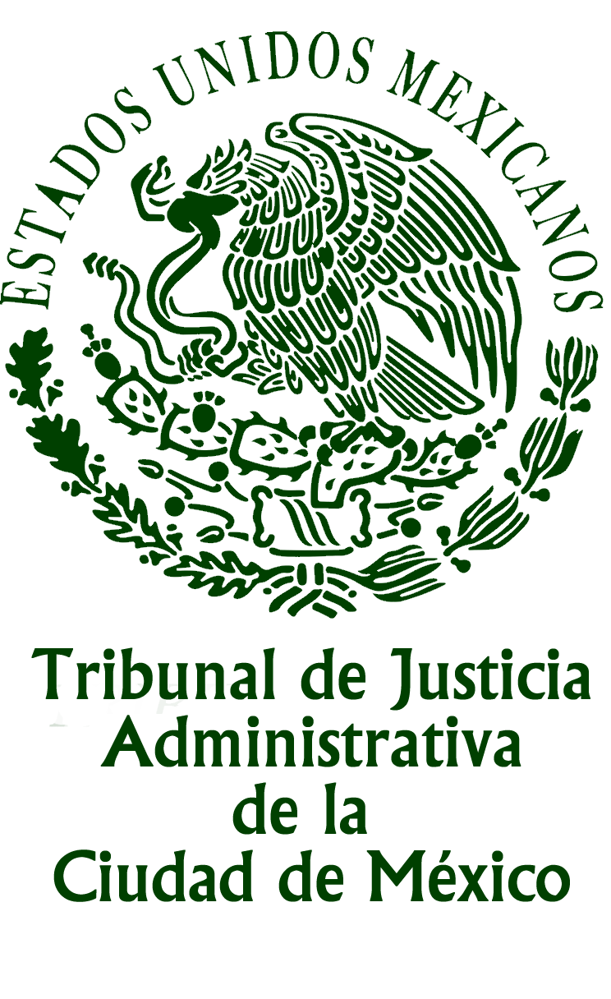 ESTADOS UNIDOS MEXICANOS
Tribunal de Justicia
Administrativa
de la
Ciudad de México